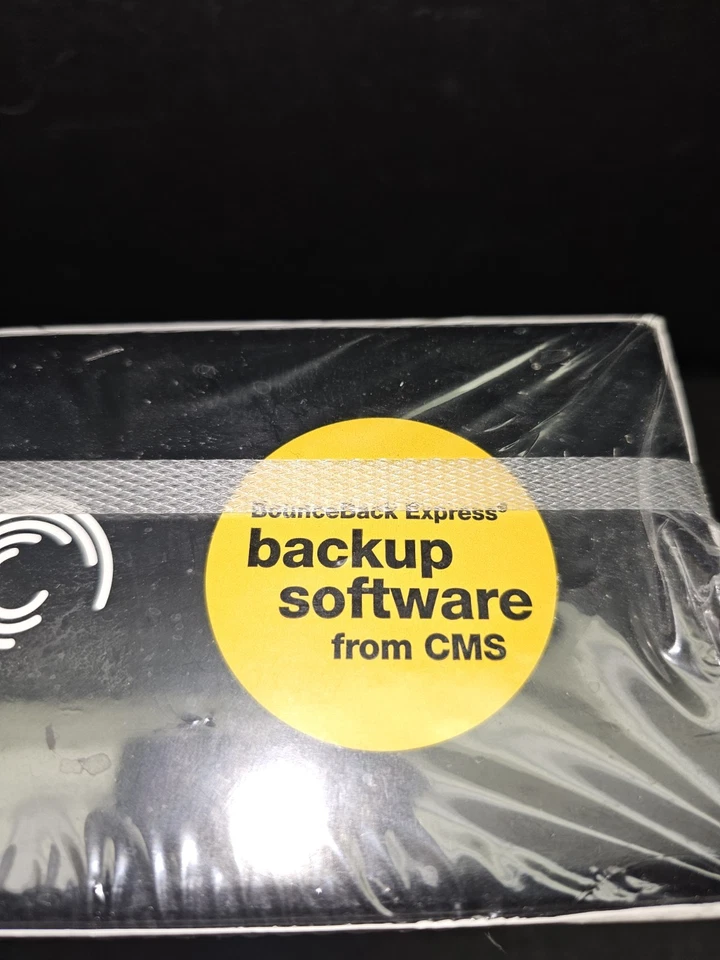 BounceBack Express®
backup
software
from CMS